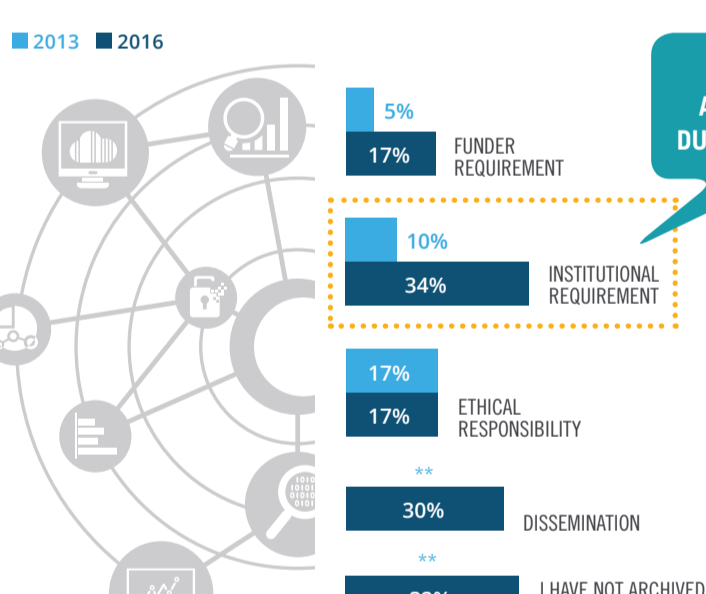 2013 2016
5%
17%
FUNDER
REQUIREMENT
10%
34%
INSTITUTIONAL
REQUIREMENT
17%
17%
ETHICAL
RESPONSIBILITY
**
30%
DISSEMINATION
**
I HAVE NOT ARCHIVED